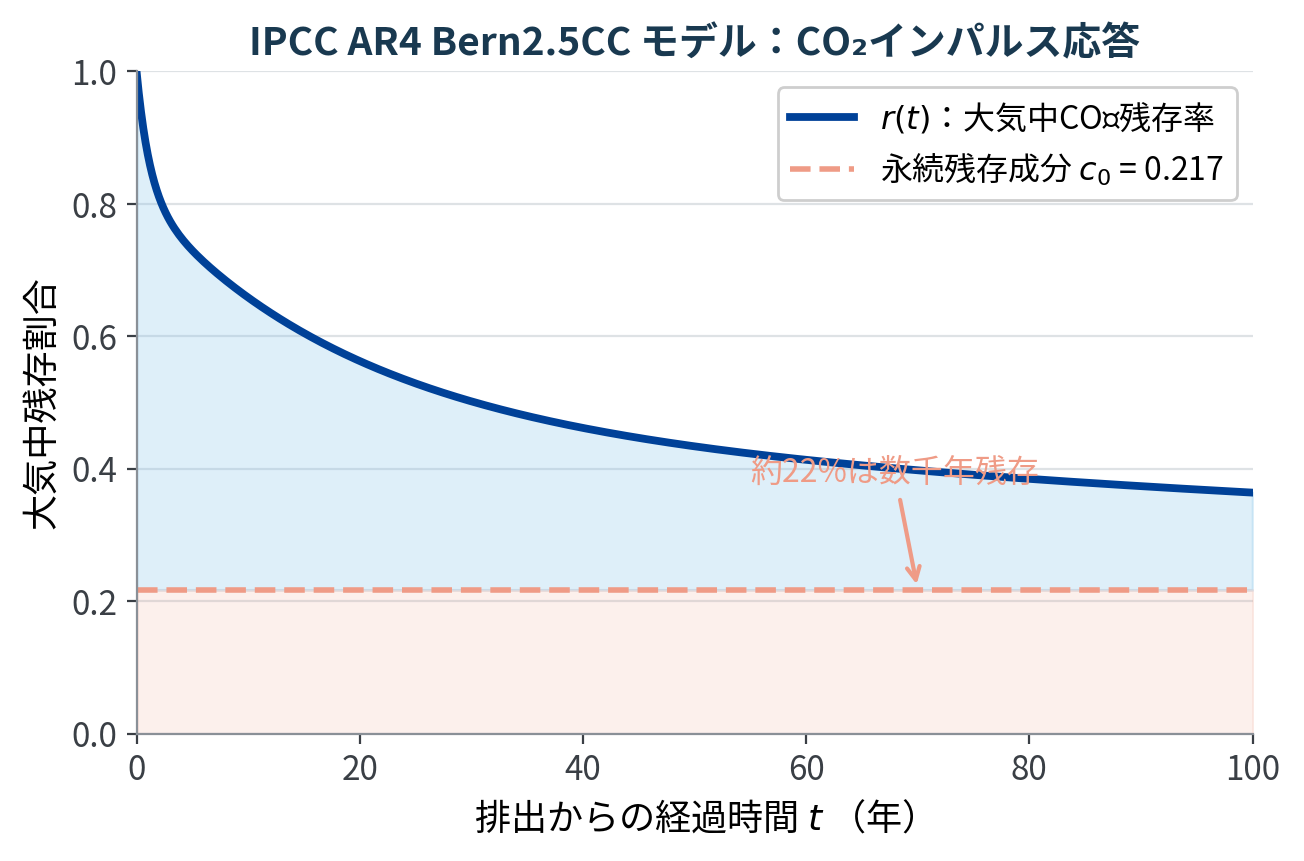 IPCC AR4 Bern2.5CC モデル：CO₂インパルス応答
r(t)：大気中CO¤残存率
永続残存成分 c₀ = 0.217
大気中残存割合
1.0
0.8
0.6
0.4
0.2
0.0
約22%は数千年残存
0 20 40 60 80 100
排出からの経過時間 t （年）